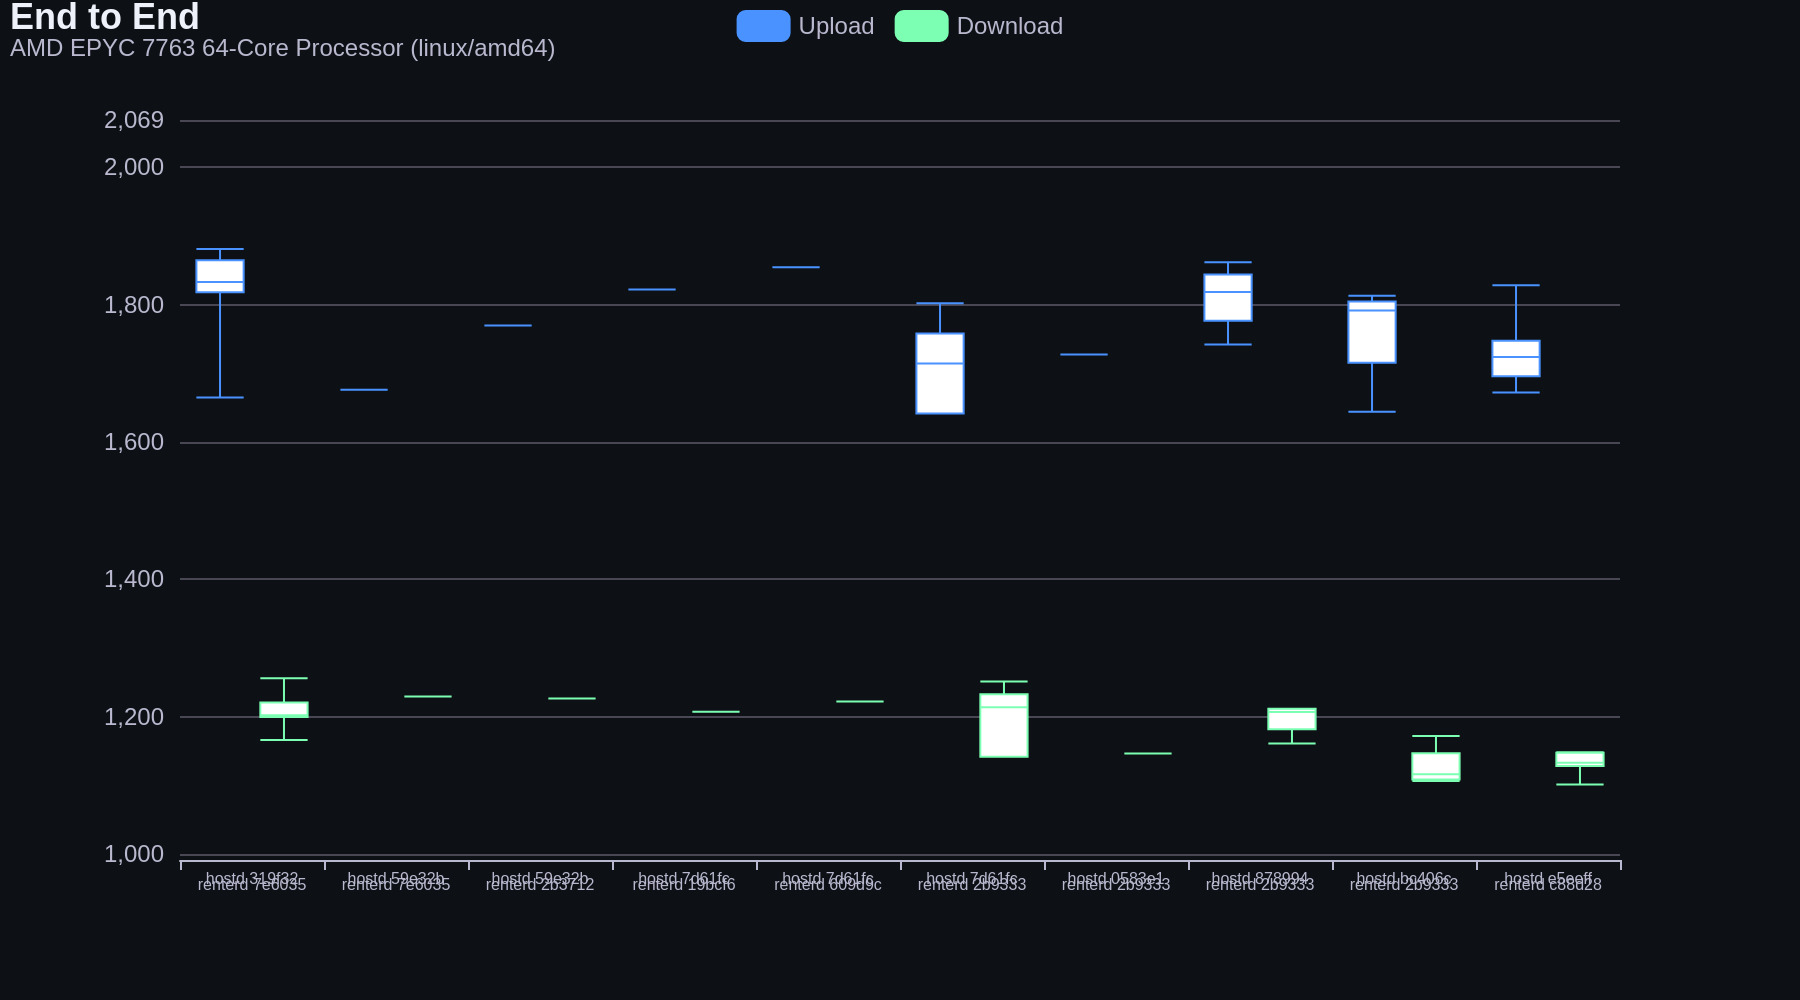 End to End
AMD EPYC 7763 64-Core Processor (linux/amd64)
Upload
Download
2,069
2,000
1,800
1,600
1,400
1,200
1,000
hostd 319f32
renterd 7e6035
hostd 59e32b
renterd 7e6035
hostd 59e32b
renterd 2b3712
hostd 7d61fc
renterd 19bcf6
hostd 7d61fc
renterd 609d9c
hostd 7d61fc
renterd 2b9333
hostd 0583e1
renterd 2b9333
hostd 878994
renterd 2b9333
hostd bc406c
renterd 2b9333
hostd e5eeff
renterd c88d28